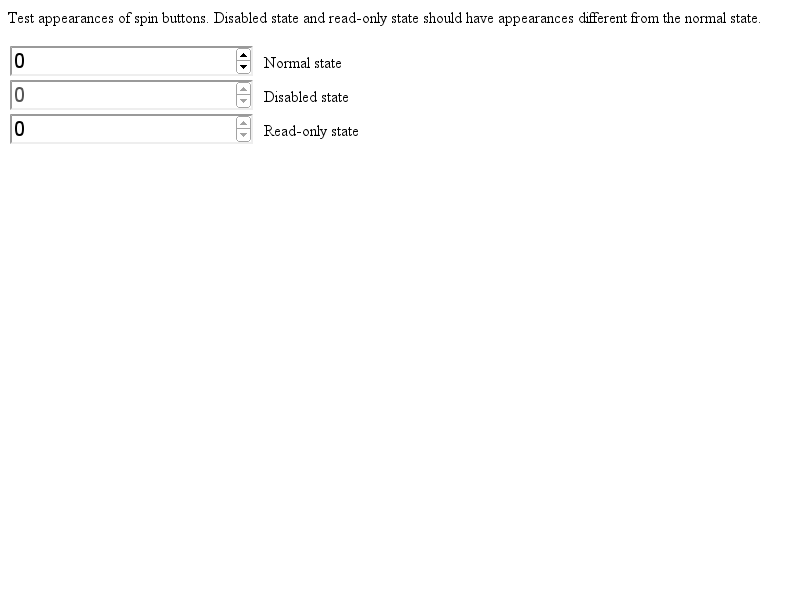 Test appearances of spin buttons. Disabled state and read-only state should have appearances different from the normal state.
0 Normal state
0 Disabled state
0 Read-only state